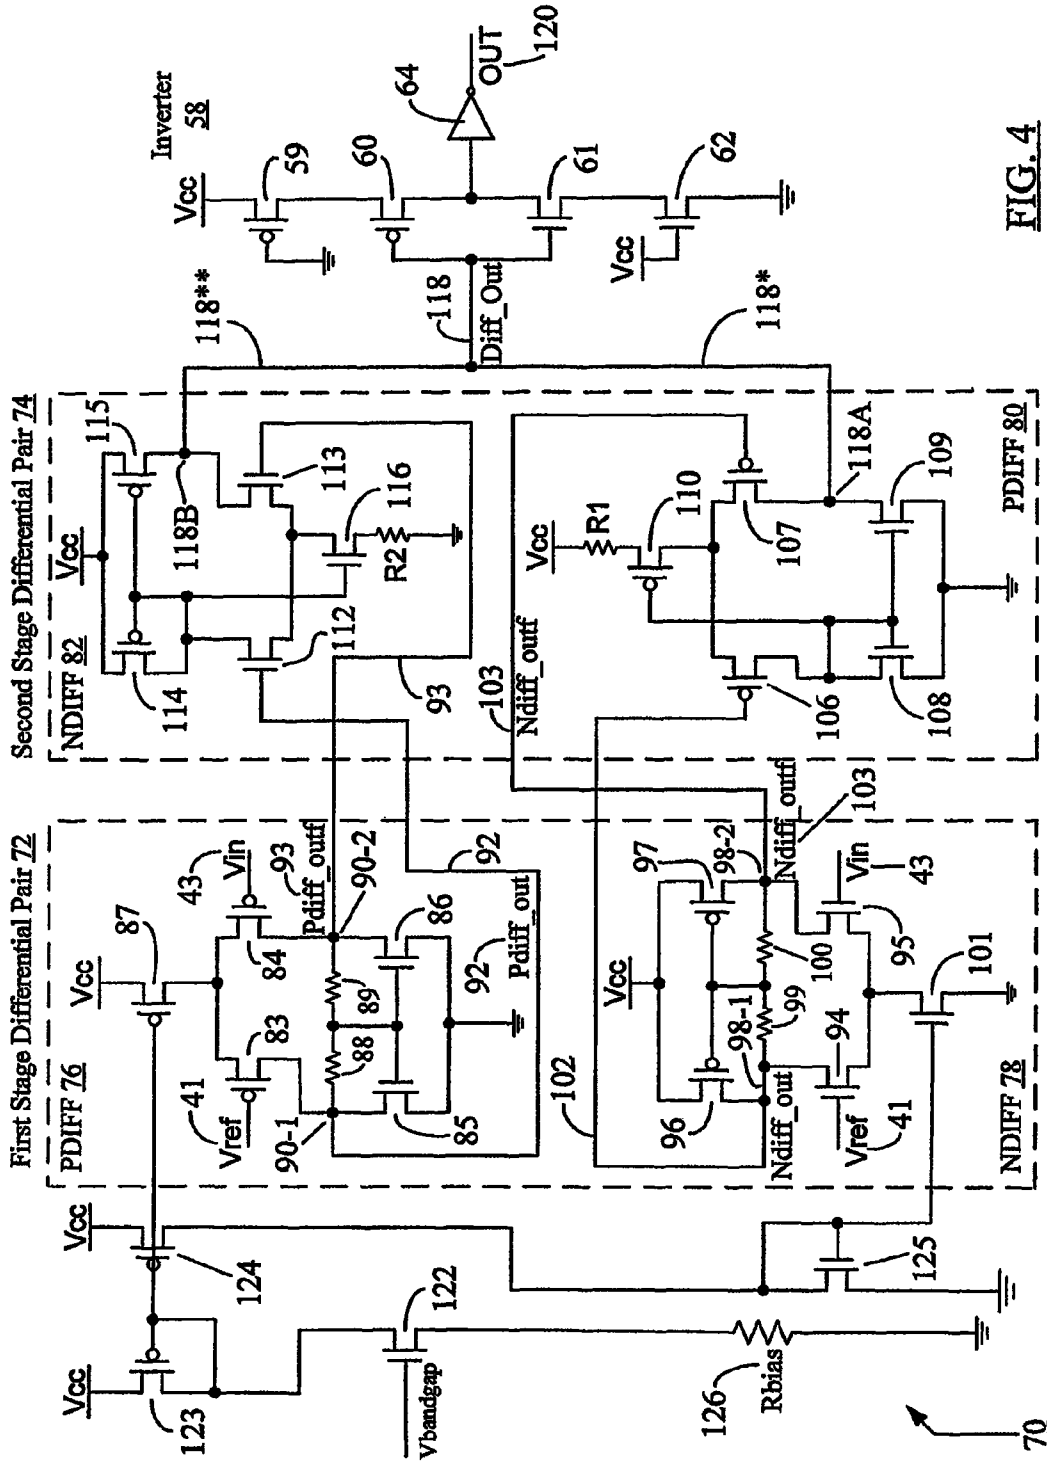 First Stage Differential Pair 72
Second Stage Differential Pair 74
Inverter
58
PDIFF 76
NDIFF 82
Vcc
123
Vcc
124
Vbandgap
122
126
Rbias
125
70
Vcc
87
41
Vref
83
84
43
Vin
90-1
88
89
93
Pdiff_outf
90-2
85
86
92
Pdiff_out
92
102
Vcc
96
97
98-1
99
100
98-2
Ndiff_out
Ndiff_outf
103
Vref
41
94
95
Vin
43
101
NDIFF 78
Vcc
114
115
118B
112
113
116
R2
93
103
Ndiff_outf
Vcc
R1
110
106
107
118A
108
109
PDIFF 80
118**
118
Diff_Out
118*
Vcc
59
60
61
62
Vcc
64
OUT
120
FIG. 4